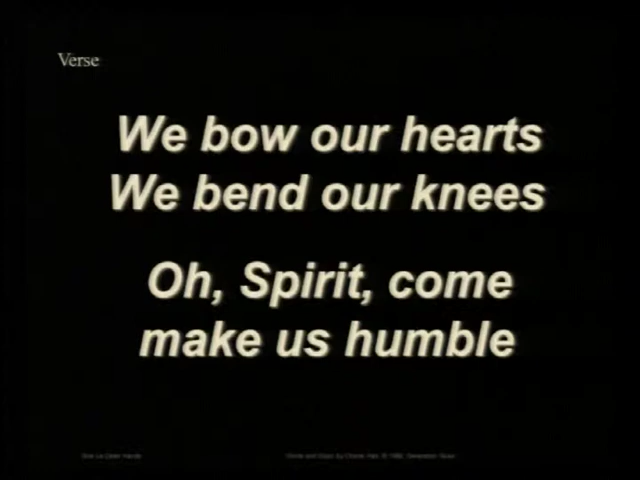 Verse
We bow our hearts
We bend our knees
Oh, Spirit, come
make us humble